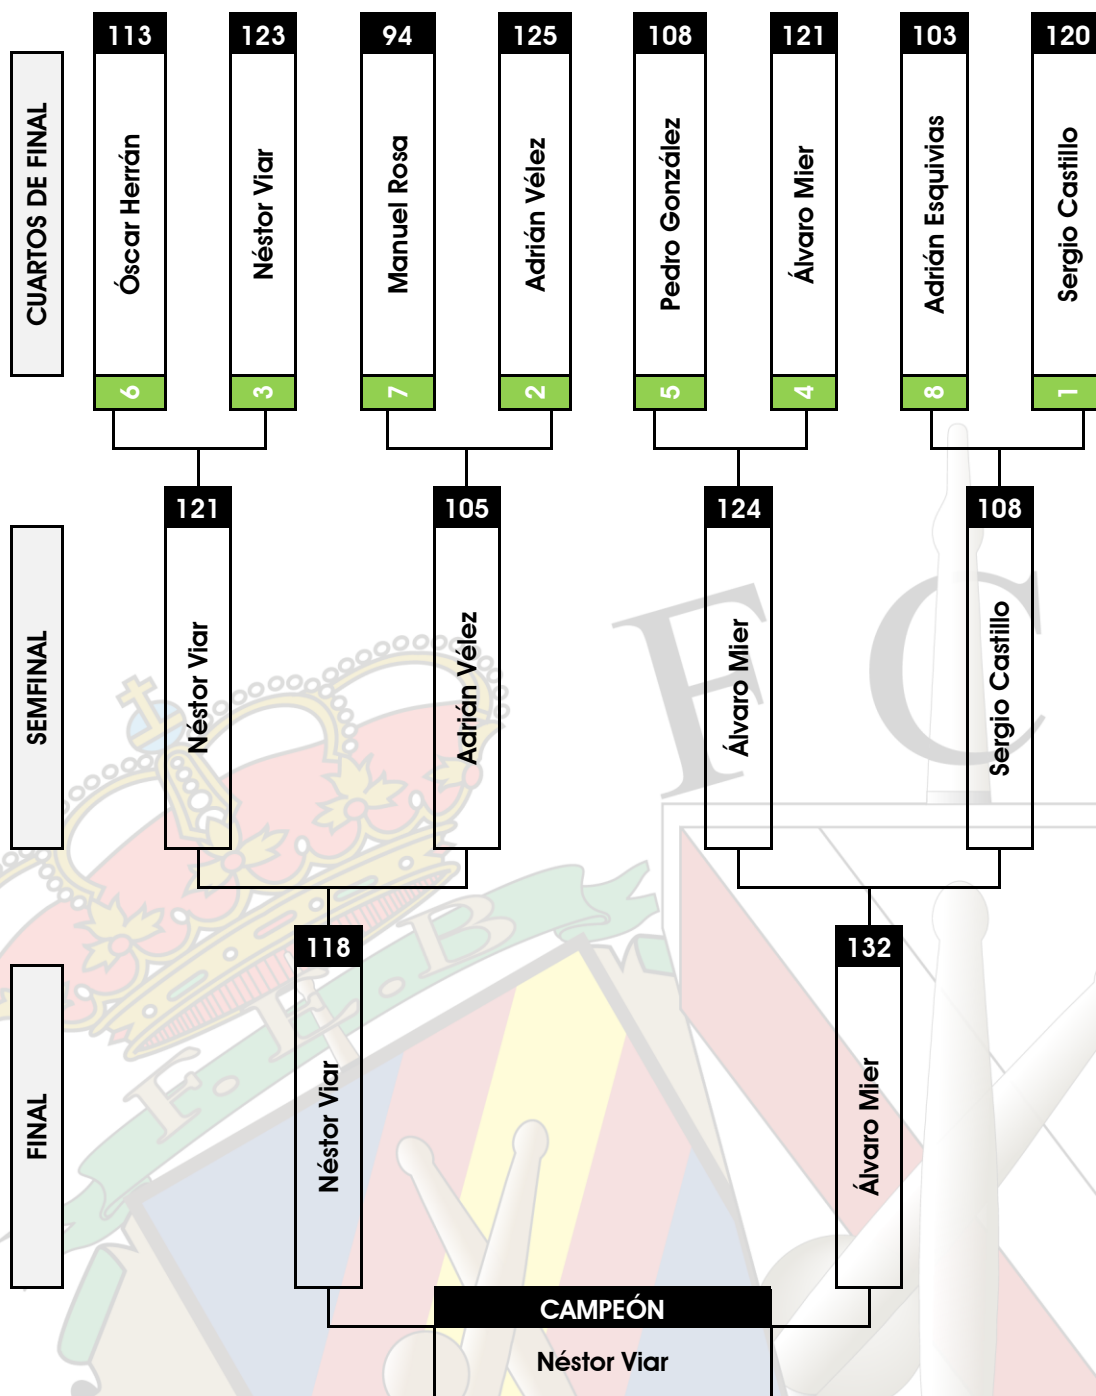 113 123 94 125 108 121 103 120
CUARTOS DE FINAL
Óscar Herrán
Néstor Viar
Manuel Rosa
Adrián Vélez
Pedro González
Álvaro Mier
Adrián Esquivias
Sergio Castillo
6 3 7 2 5 4 8 1
121 105 124 108
SEMFINAL
Néstor Viar
Adrián Vélez
Álvaro Mier
Sergio Castillo
F C
F.E.B
118 132
FINAL
Néstor Viar
Álvaro Mier
CAMPEÓN
Néstor Viar